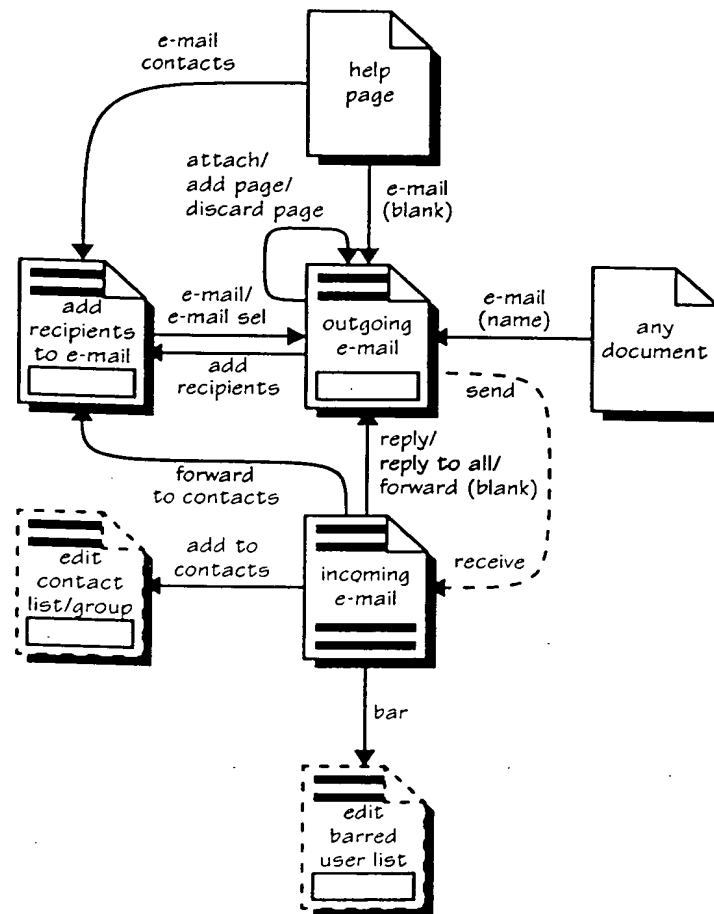 e-mail
contacts
help
page
attach/
add page/
discard page
e-mail
(blank)
add
recipients
to e-mail
e-mail/
e-mail sel
add
recipients
outgoing
e-mail
e-mail
(name)
any
document
send
reply/
reply to all/
forward (blank)
forward
to contacts
edit
contact
list/group
add to
contacts
incoming
e-mail
receive
bar
edit
barred
user list